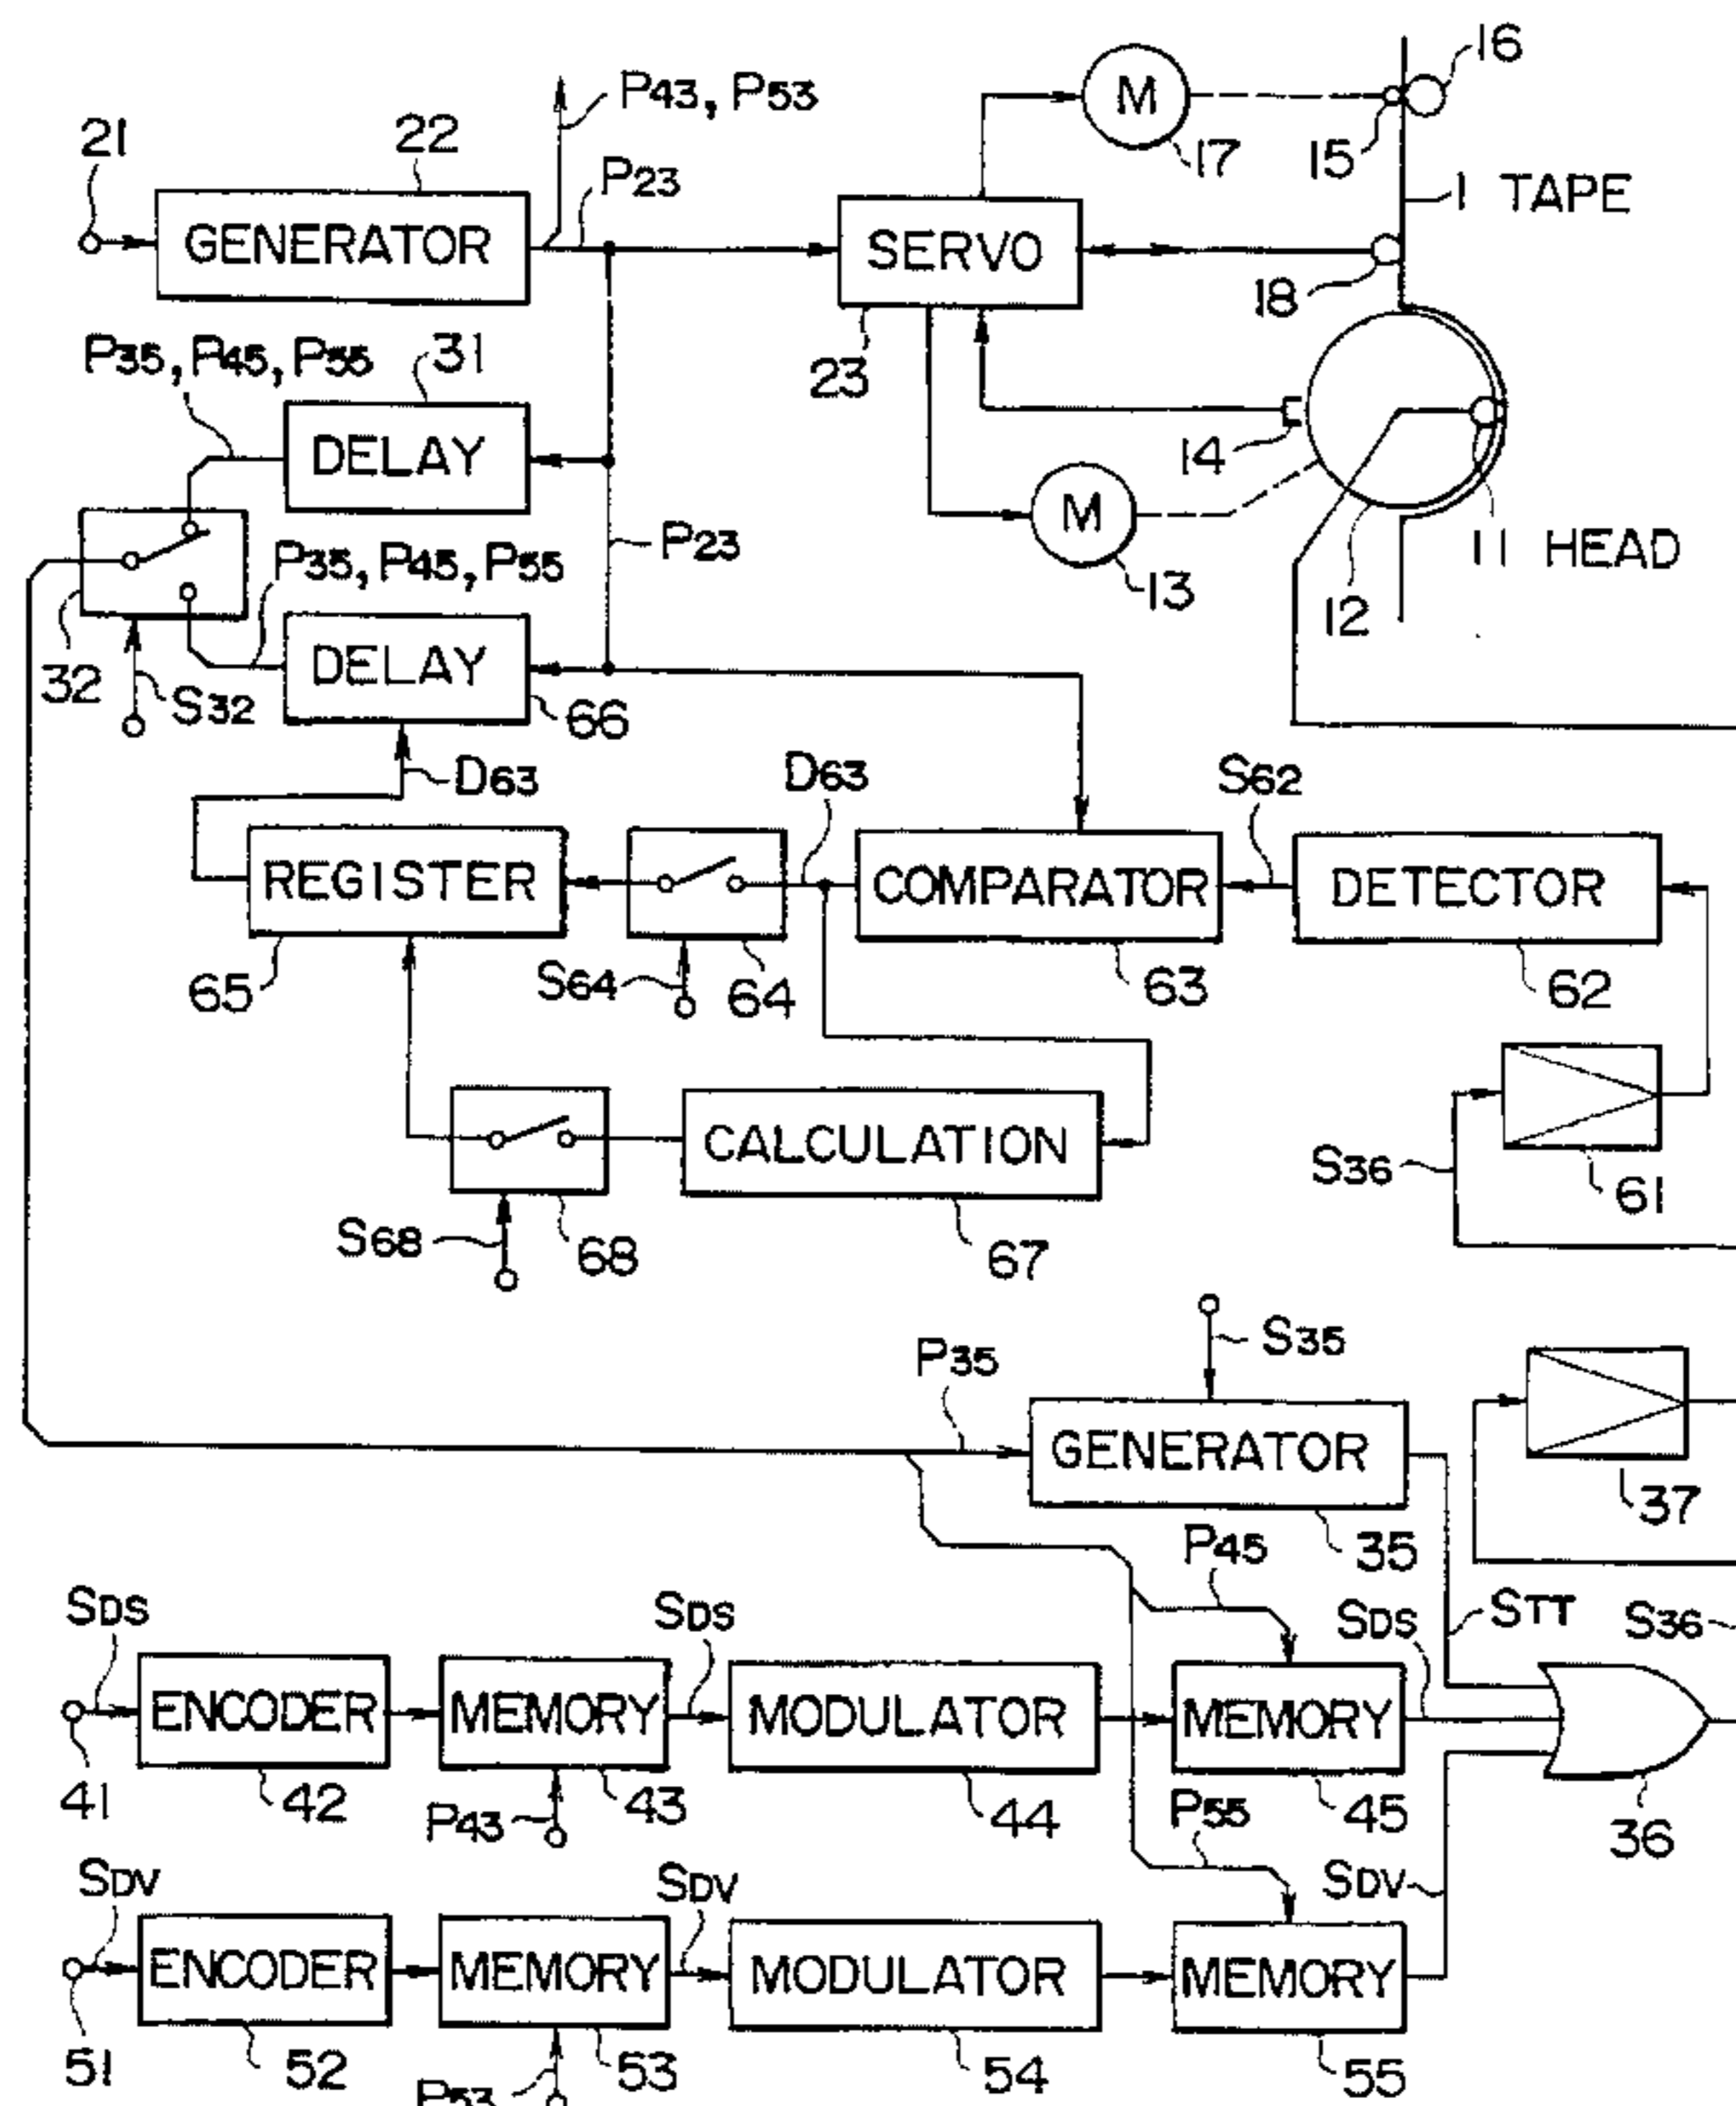 P43, P53
M
16
21
22
P23
17
15
1 TAPE
GENERATOR
SERVO
18
P35, P45, P55
31
23
DELAY
14
M
P35, P45, P55
P23
11 HEAD
13
12
32
S32
DELAY
66
D63
D63
S62
REGISTER
COMPARATOR
DETECTOR
65
S64
64
63
62
CALCULATION
S36
61
S68
68
67
S35
P35
GENERATOR
37
P45
35
SDS
SDS
SDS
STT
S36
ENCODER
MEMORY
MODULATOR
MEMORY
41
42
P43
43
44
P55
45
36
SDV
SDV
SDV
ENCODER
MEMORY
MODULATOR
MEMORY
51
52
P53
53
54
55